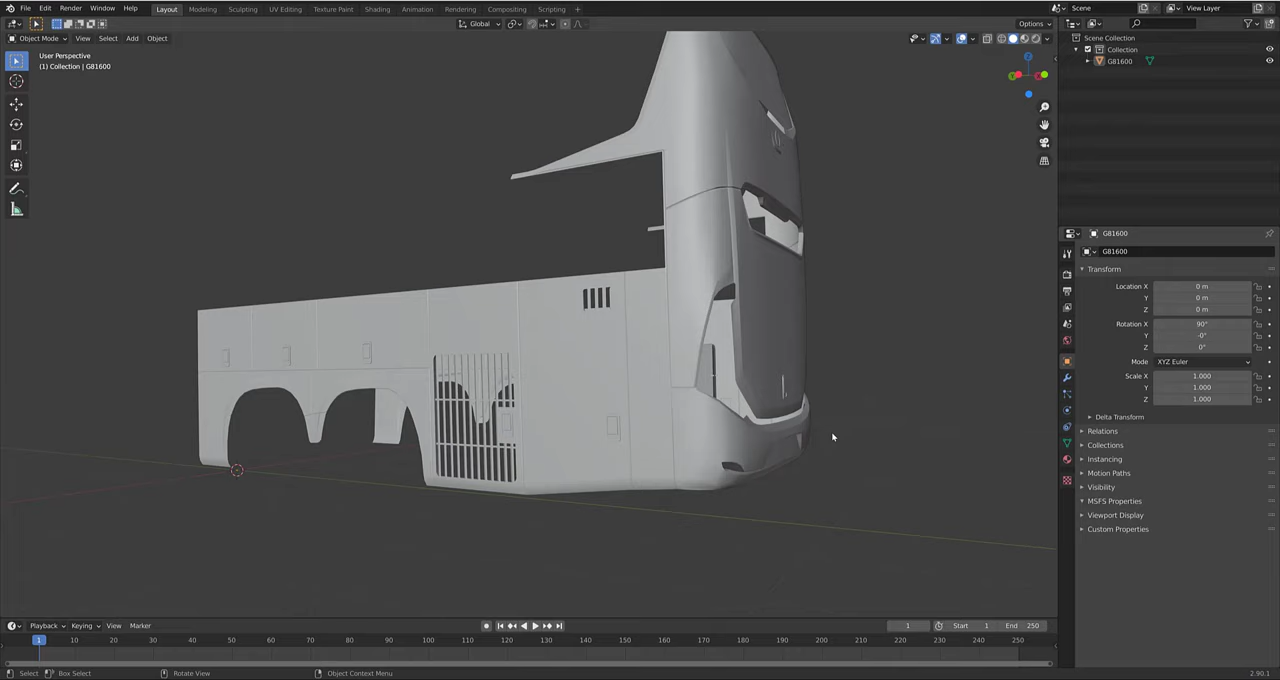 File Edit Render Window Help Layout Modeling Sculpting UV Editing Texture Paint Shading Animation Rendering Compositing Scripting + Scene View Layer
Global Options
Object Mode View Select Add Object
User Perspective
(1) Collection | G81600
Scene Collection
Collection
G81600
G81600
G81600
Transform
Location X 0 m
Y 0 m
Z 0 m
Rotation X 90°
Y -0°
Z 0°
Mode XYZ Euler
Scale X 1.000
Y 1.000
Z 1.000
Delta Transform
Relations
Collections
Instancing
Motion Paths
Visibility
MSFS Properties
Viewport Display
Custom Properties
Playback Keying View Marker 1 Start 1 End 250
1 10 20 30 40 50 60 70 80 90 100 110 120 130 140 150 160 170 180 190 200 210 220 230 240 250
Select Box Select Rotate View Object Context Menu 2.90.1